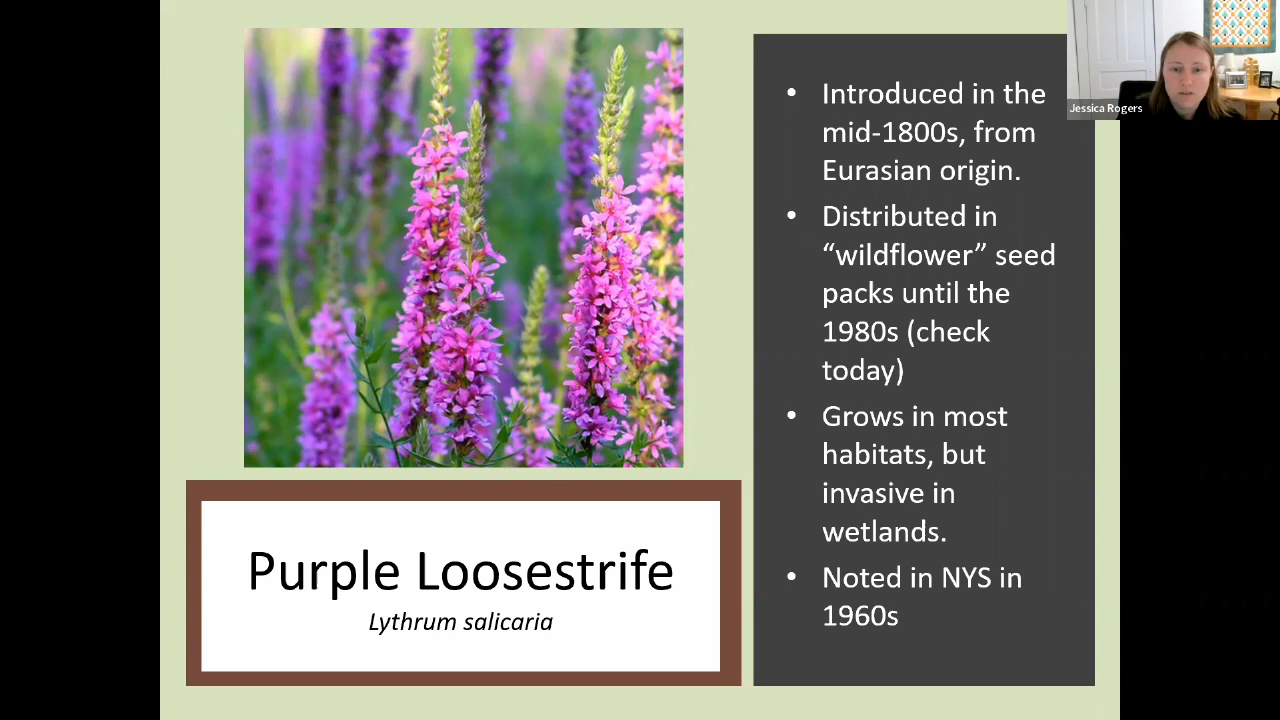 Introduced in the
mid-1800s, from
Eurasian origin.
Distributed in
“wildflower” seed
packs until the
1980s (check
today)
Grows in most
habitats, but
invasive in
wetlands.
Noted in NYS in
1960s
Purple Loosestrife
Lythrum salicaria
Jessica Rogers